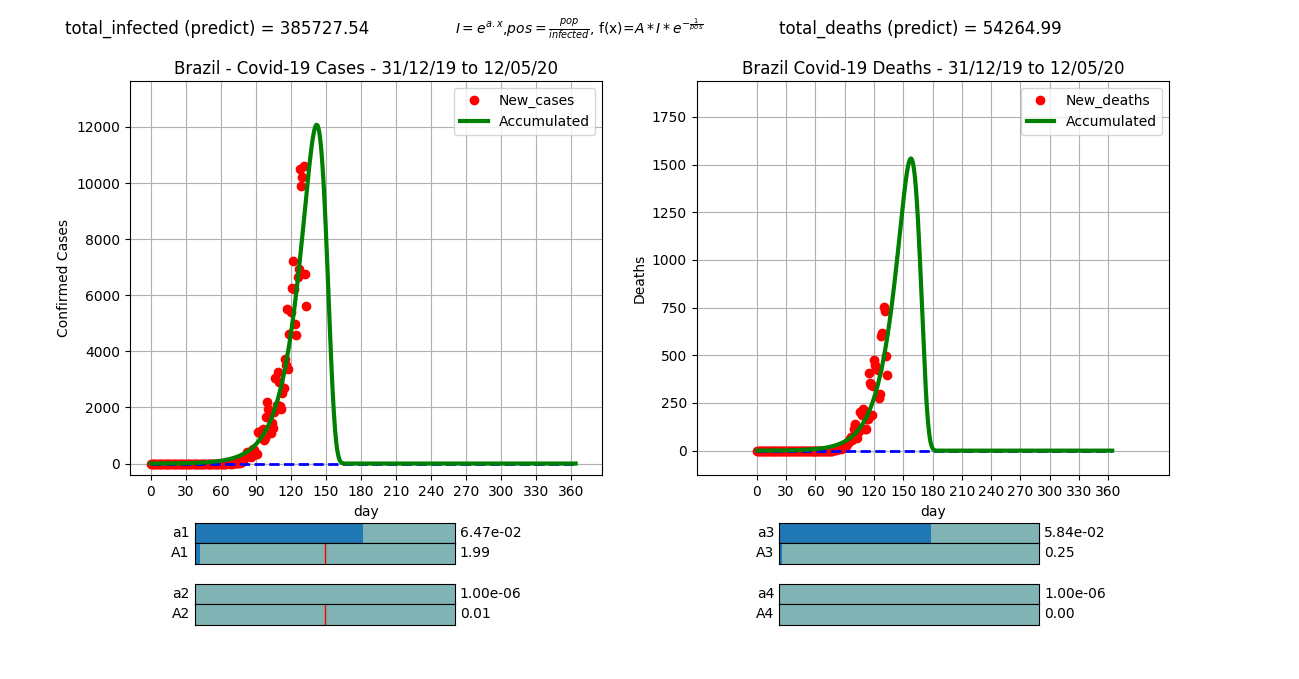 total_infected (predict) = 385727.54
I = e^{a.x}, pos = \frac{pop}{infected}, f(x)=A * I * e^{-\frac{1}{pos}}
total_deaths (predict) = 54264.99
Brazil - Covid-19 Cases - 31/12/19 to 12/05/20
New_cases
Accumulated
Confirmed Cases
12000
10000
8000
6000
4000
2000
0
0 30 60 90 120 150 180 210 240 270 300 330 360
day
a1 6.47e-02
A1 1.99
a2 1.00e-06
A2 0.01
Brazil Covid-19 Deaths - 31/12/19 to 12/05/20
New_deaths
Accumulated
Deaths
1750
1500
1250
1000
750
500
250
0
0 30 60 90 120 150 180 210 240 270 300 330 360
day
a3 5.84e-02
A3 0.25
a4 1.00e-06
A4 0.00